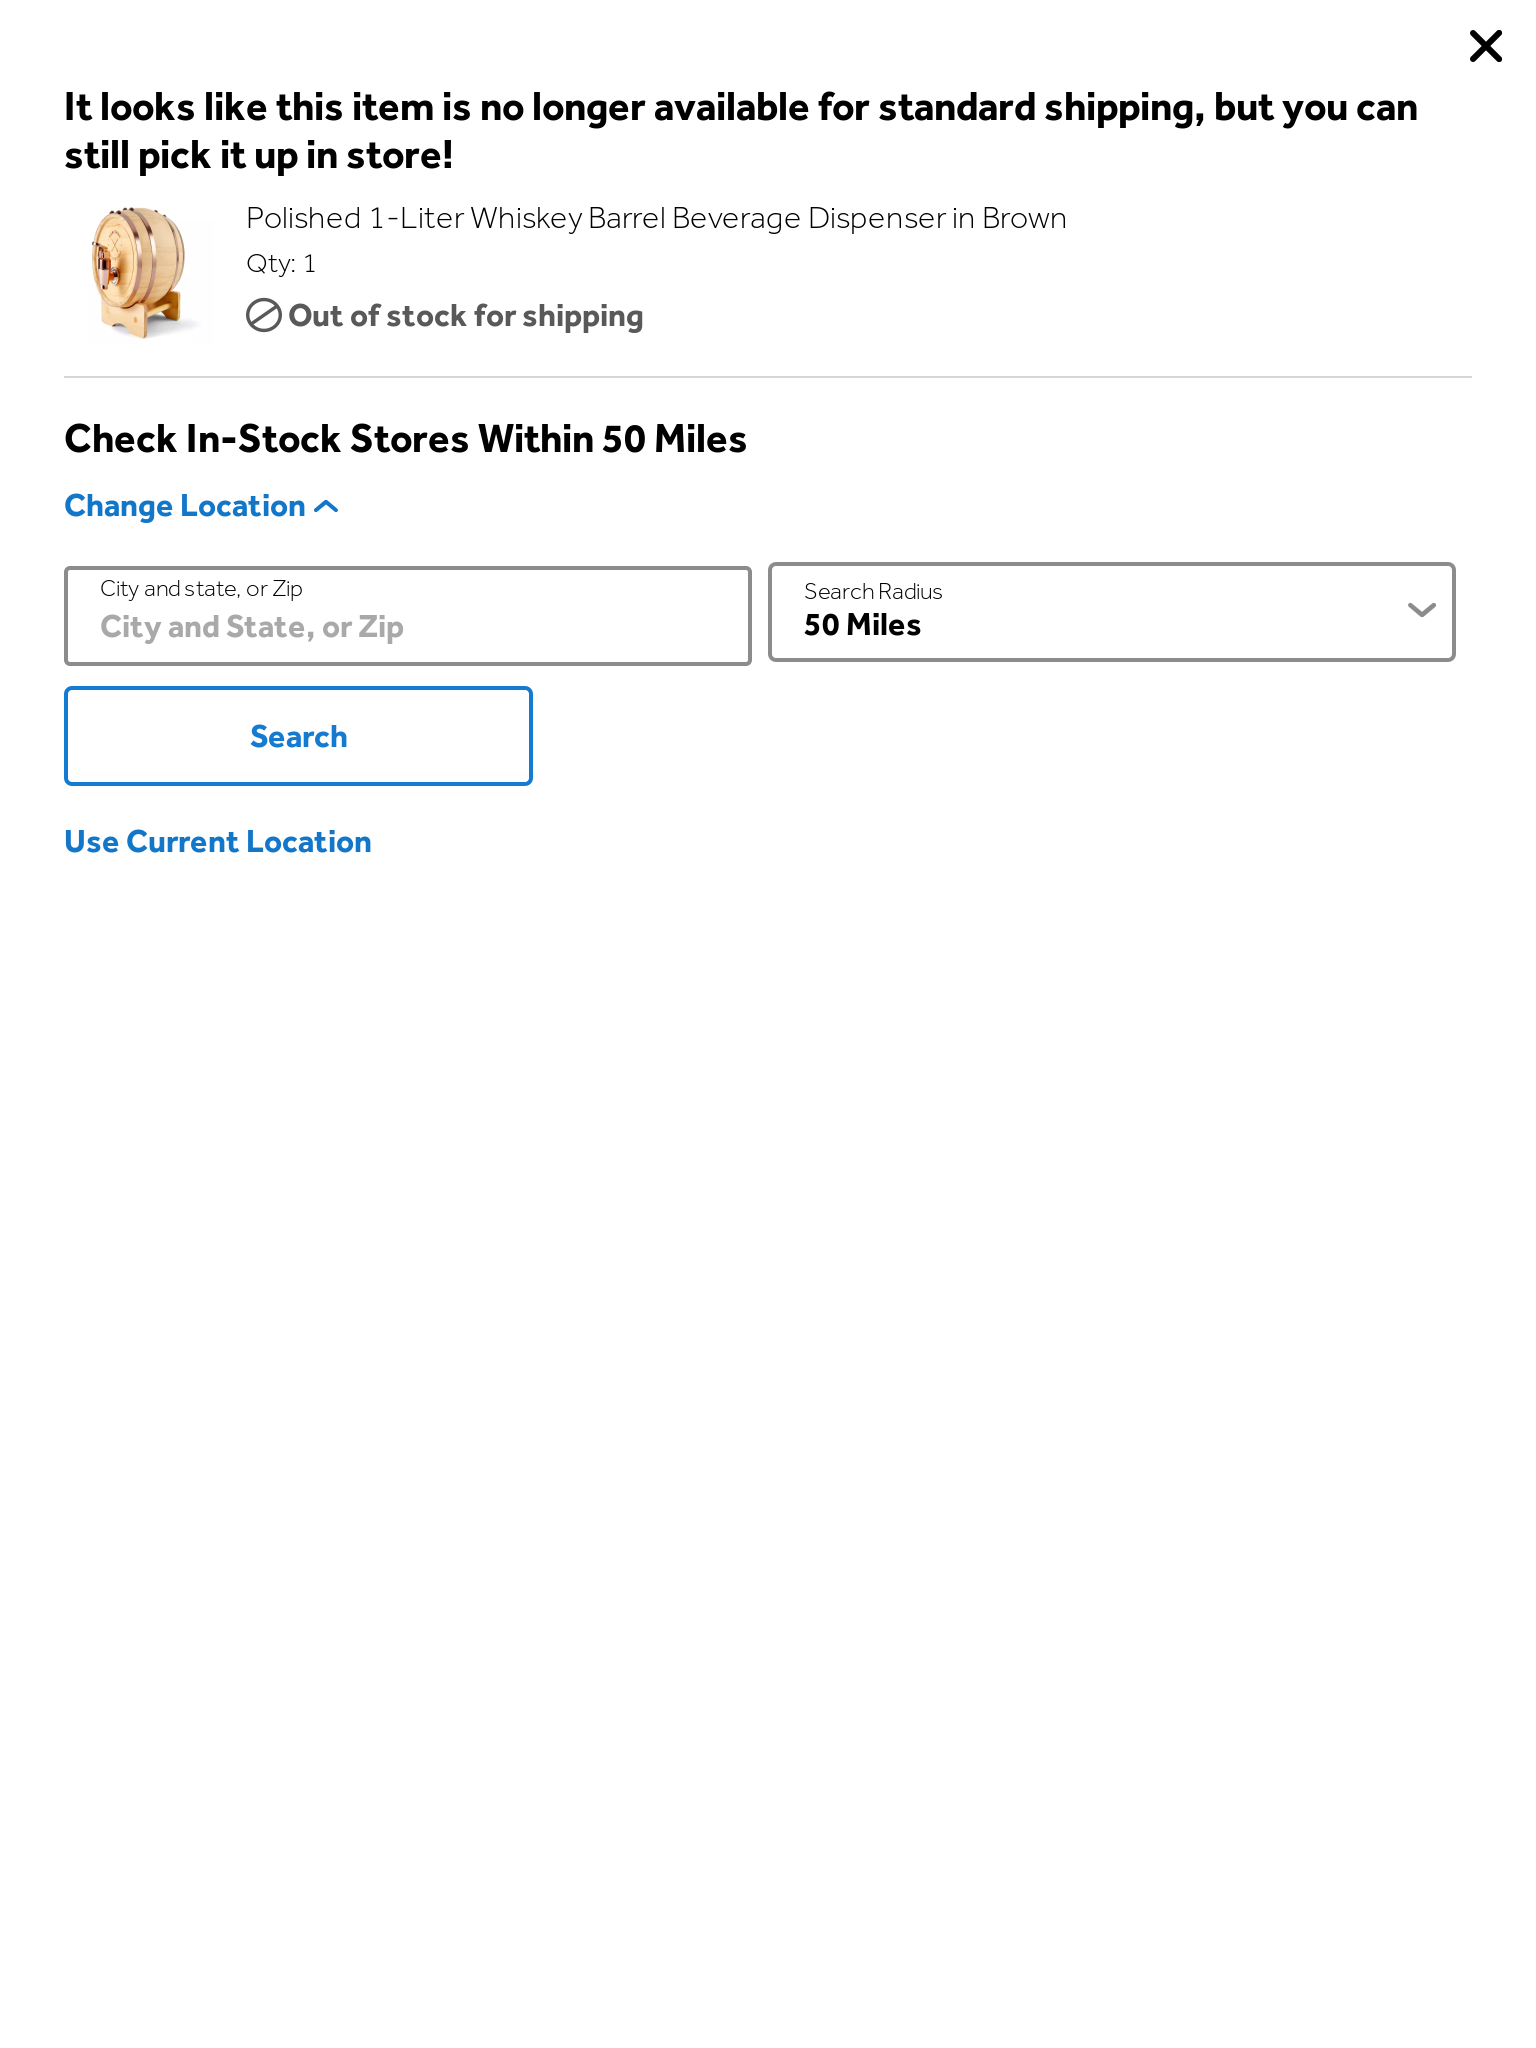 It looks like this item is no longer available for standard shipping, but you can
still pick it up in store!
Polished 1-Liter Whiskey Barrel Beverage Dispenser in Brown
Qty: 1
Out of stock for shipping
Check In-Stock Stores Within 50 Miles
Change Location
City and state, or Zip
City and State, or Zip
Search Radius
50 Miles
Search
Use Current Location